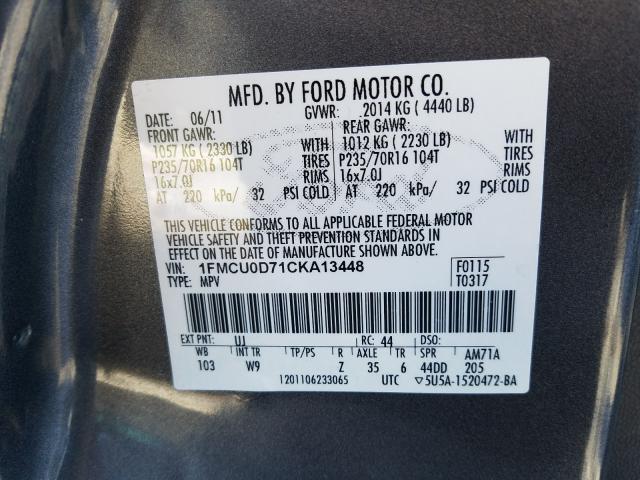 MFD. BY FORD MOTOR CO.
DATE: 06/11 GVWR: 2014 KG ( 4440 LB)
FRONT GAWR: REAR GAWR:
1057 KG ( 2330 LB) WITH 1012 KG ( 2230 LB) WITH
P235/70R16 104T TIRES P235/70R16 104T TIRES
16x7.0J RIMS 16x7.0J RIMS
AT 220 kPa/ 32 PSI COLD AT 220 kPa/ 32 PSI COLD
THIS VEHICLE CONFORMS TO ALL APPLICABLE FEDERAL MOTOR
VEHICLE SAFETY AND THEFT PREVENTION STANDARDS IN
EFFECT ON THE DATE OF MANUFACTURE SHOWN ABOVE.
VIN: 1FMCU0D71CKA13448 F0115
TYPE: MPV T0317
EXT PNT: UJ RC: 44 DSO:
WB INT TR TP/PS R AXLE TR SPR AM71A
103 W9 Z 35 6 44DD 205
1201106233065 UTC ▽5U5A-1520472-BA